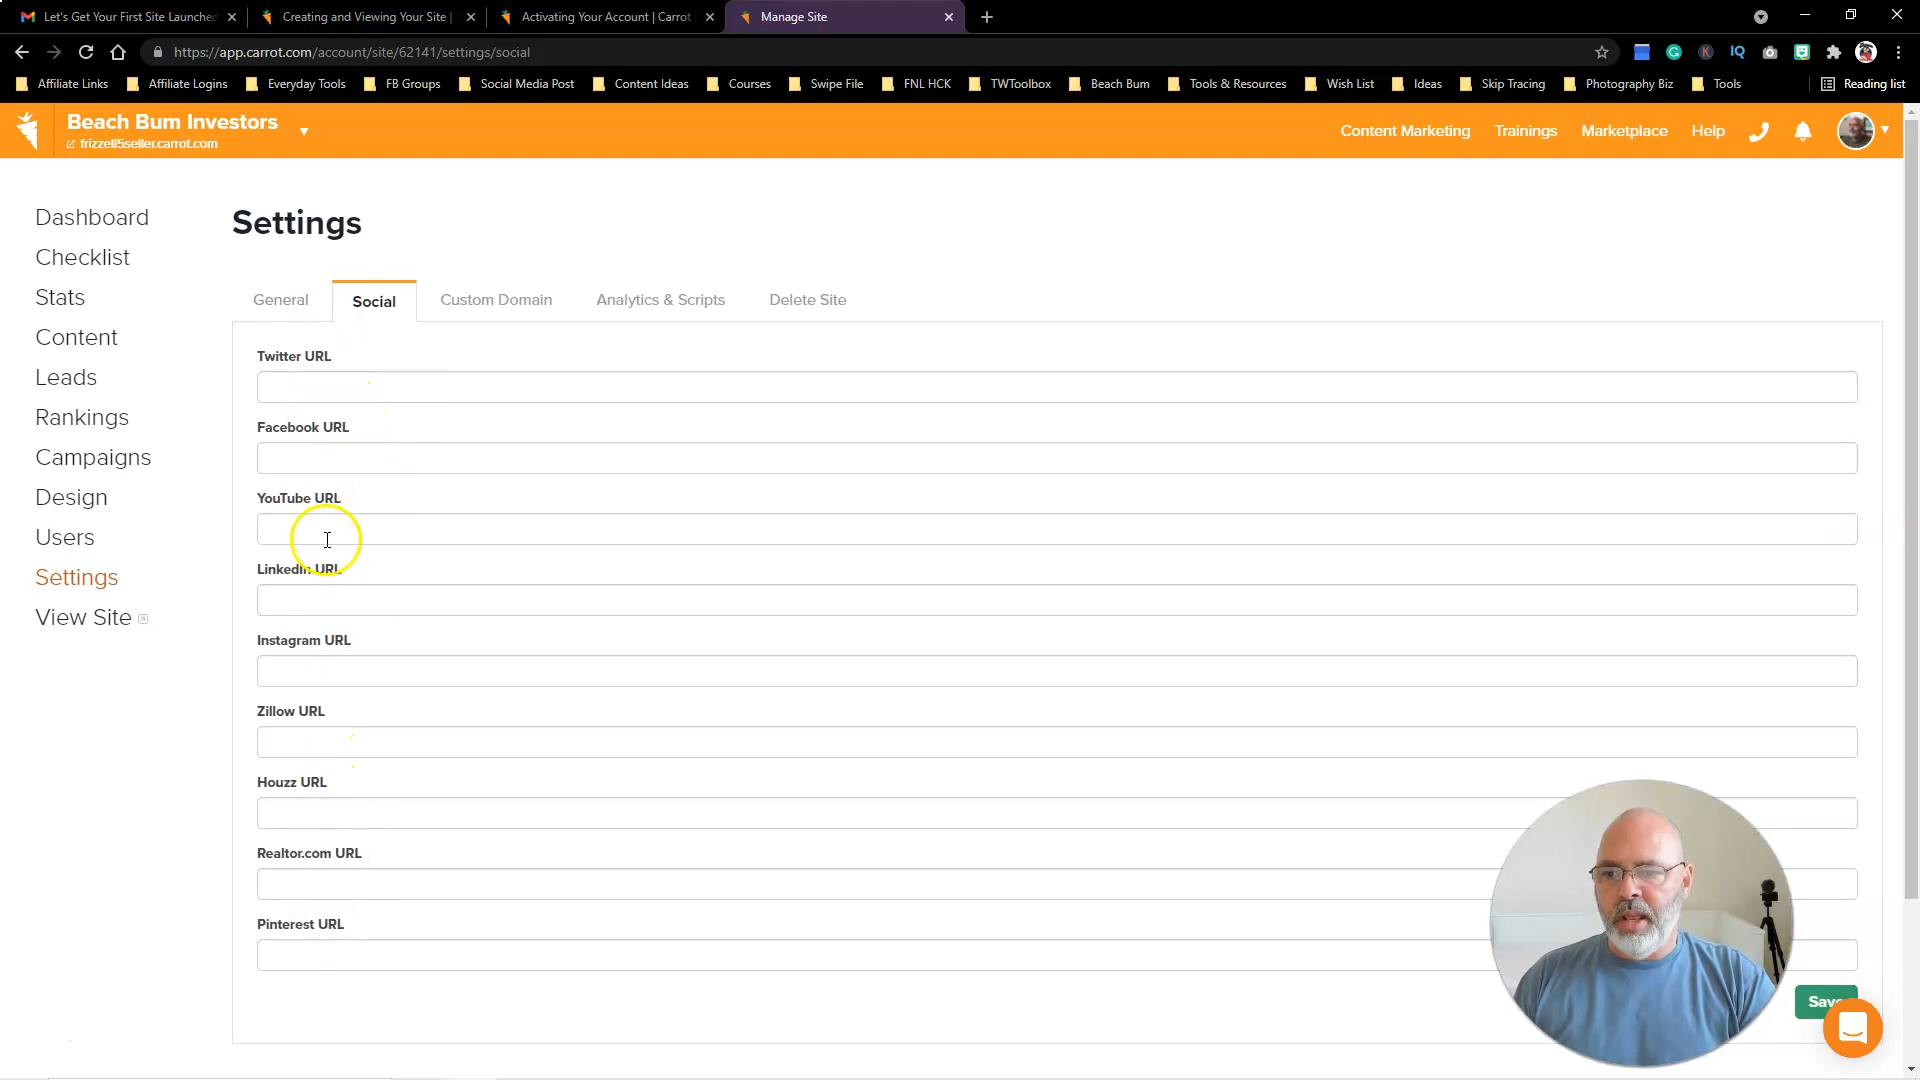 Let's Get Your First Site Launched
Creating and Viewing Your Site |
Activating Your Account | Carrot
Manage Site
https://app.carrot.com/account/site/62141/settings/social
Affiliate Links
Affiliate Logins
Everyday Tools
FB Groups
Social Media Post
Content Ideas
Courses
Swipe File
FNL HCK
TWToolbox
Beach Bum
Tools & Resources
Wish List
Ideas
Skip Tracing
Photography Biz
Tools
Reading list
Beach Bum Investors
frizzell5seller.carrot.com
Content Marketing
Trainings
Marketplace
Help
Dashboard
Checklist
Stats
Content
Leads
Rankings
Campaigns
Design
Users
Settings
View Site
Settings
General
Social
Custom Domain
Analytics & Scripts
Delete Site
Twitter URL
Facebook URL
YouTube URL
LinkedIn URL
Instagram URL
Zillow URL
Houzz URL
Realtor.com URL
Pinterest URL
Save